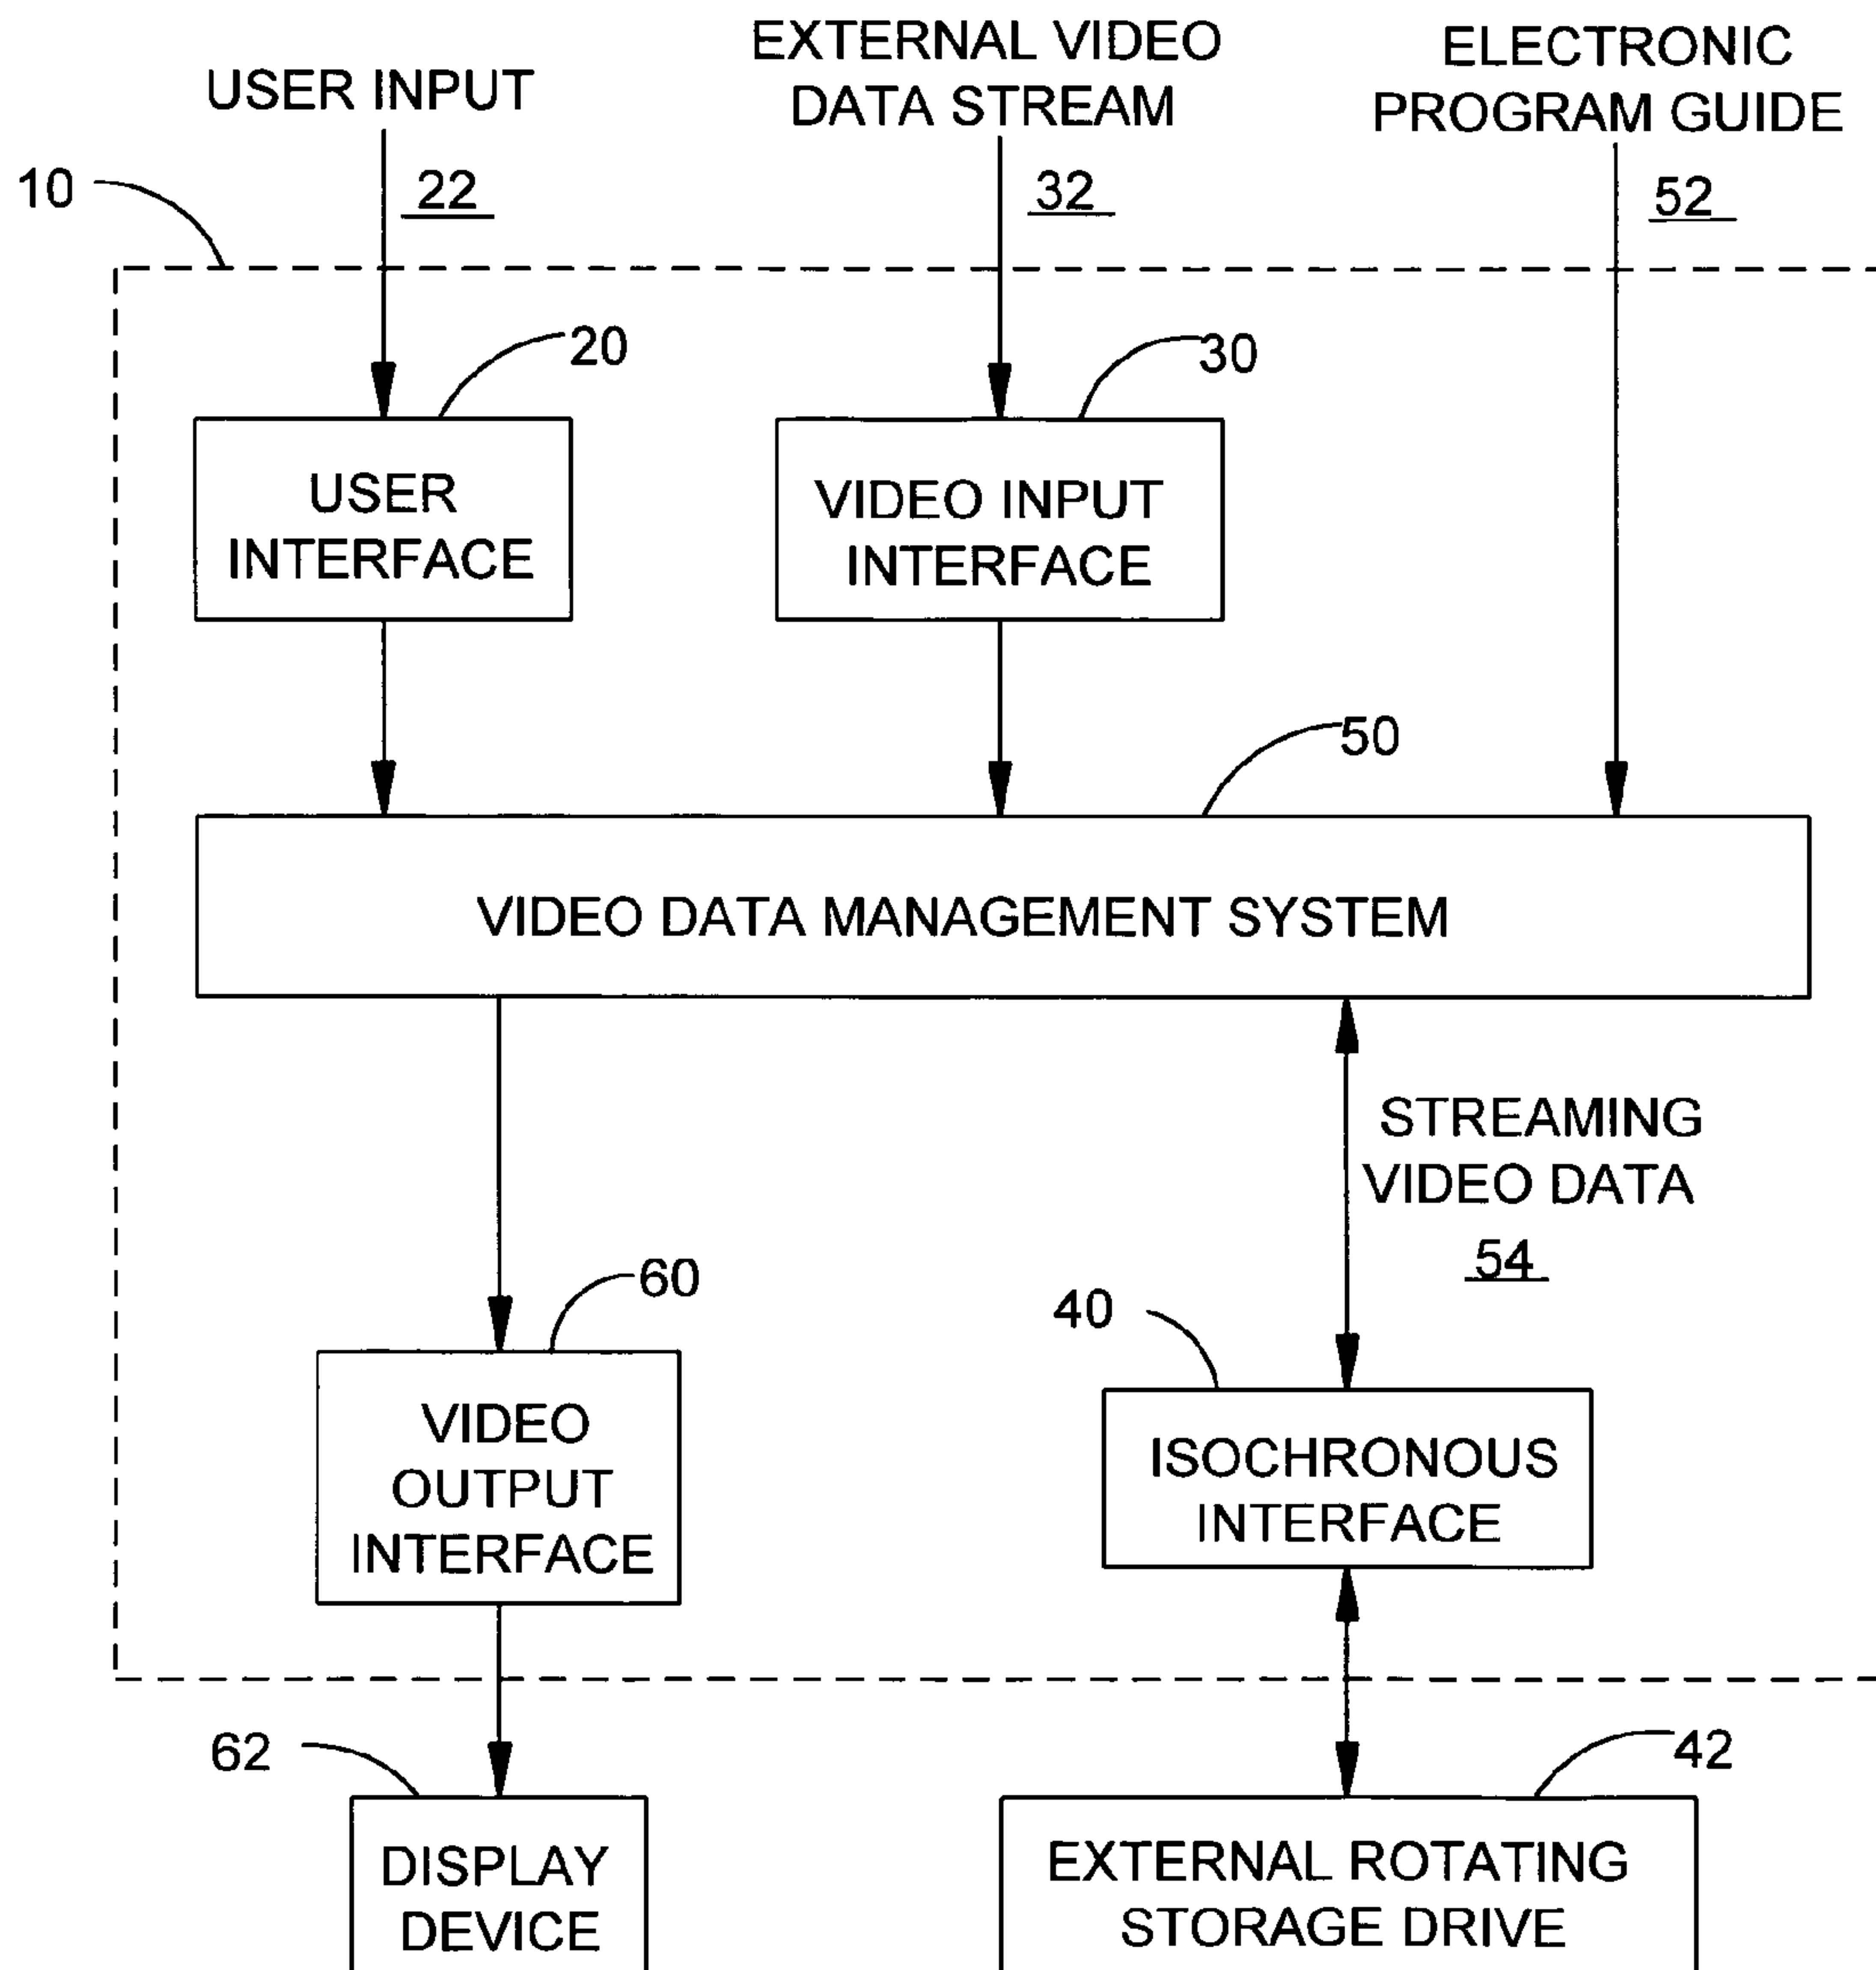 USER INPUT
EXTERNAL VIDEO
DATA STREAM
ELECTRONIC
PROGRAM GUIDE
10
22
32
52
20
30
USER
INTERFACE
VIDEO INPUT
INTERFACE
50
VIDEO DATA MANAGEMENT SYSTEM
STREAMING
VIDEO DATA
54
60
40
VIDEO
OUTPUT
INTERFACE
ISOCHRONOUS
INTERFACE
62
42
DISPLAY
DEVICE
EXTERNAL ROTATING
STORAGE DRIVE